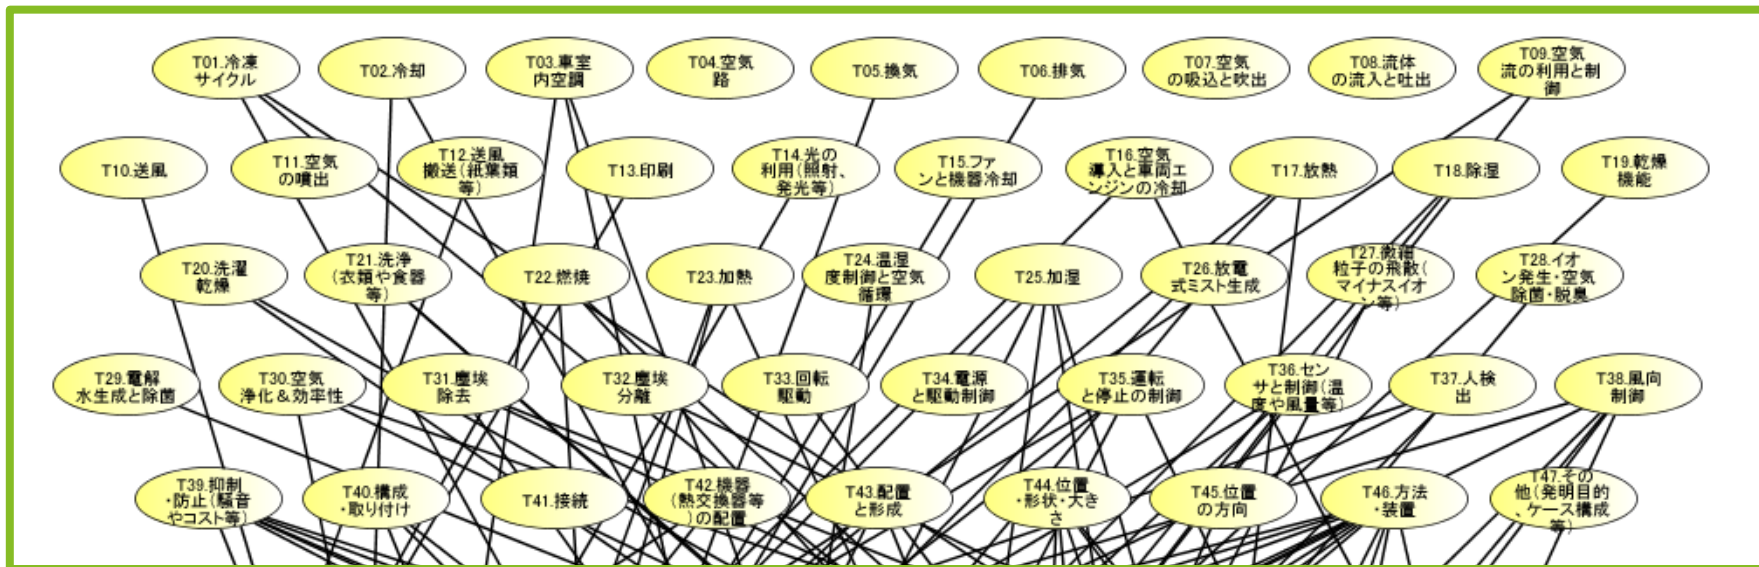 T01.冷凍
サイクル
T02.冷却
T03.車室
内空調
T04.空気
路
T05.換気
T06.排気
T07.空気
の吸込と吹出
T08.流体
の流入と吐出
T09.空気
流の利用と制
御
T10.送風
T11.空気
の噴出
T12.送風
搬送(紙葉類
等)
T13.印刷
T14.光の
利用(照射、
発光等)
T15.ファ
ンと機器冷却
T16.空気
導入と車両エ
ンジンの冷却
T17.放熱
T18.除湿
T19.乾燥
機能
T20.洗濯
乾燥
T21.洗浄
(衣類や食器
等)
T22.燃焼
T23.加熱
T24.温湿
度制御と空気
循環
T25.加湿
T26.放電
式ミスト生成
T27.微細
粒子の飛散(
マイナスイオ
ン等)
T28.イオ
ン発生・空気
除菌・脱臭
T29.電解
水生成と除菌
T30.空気
浄化&効率性
T31.塵埃
除去
T32.塵埃
分離
T33.回転
駆動
T34.電源
と駆動制御
T35.運転
と停止の制御
T36.セン
サと制御(温
度や風量等)
T37.人検
出
T38.風向
制御
T39.抑制
・防止(騒音
やコスト等)
T40.構成
・取り付け
T41.接続
T42.機器
(熱交換器等
)の配置
T43.配置
と形成
T44.位置
・形状・大き
さ
T45.位置
の方向
T46.方法
・装置
T47.その
他(発明目的
、ケース構成
等)